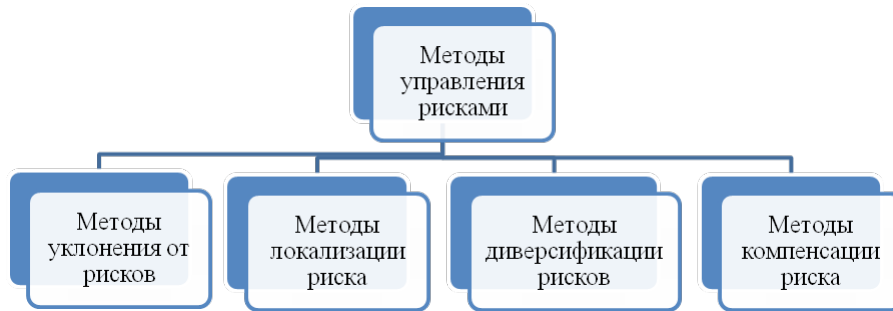 Методы
управления
рисками
Методы
уклонения от
рисков
Методы
локализации
риска
Методы
диверсификации
рисков
Методы
компенсации
риска